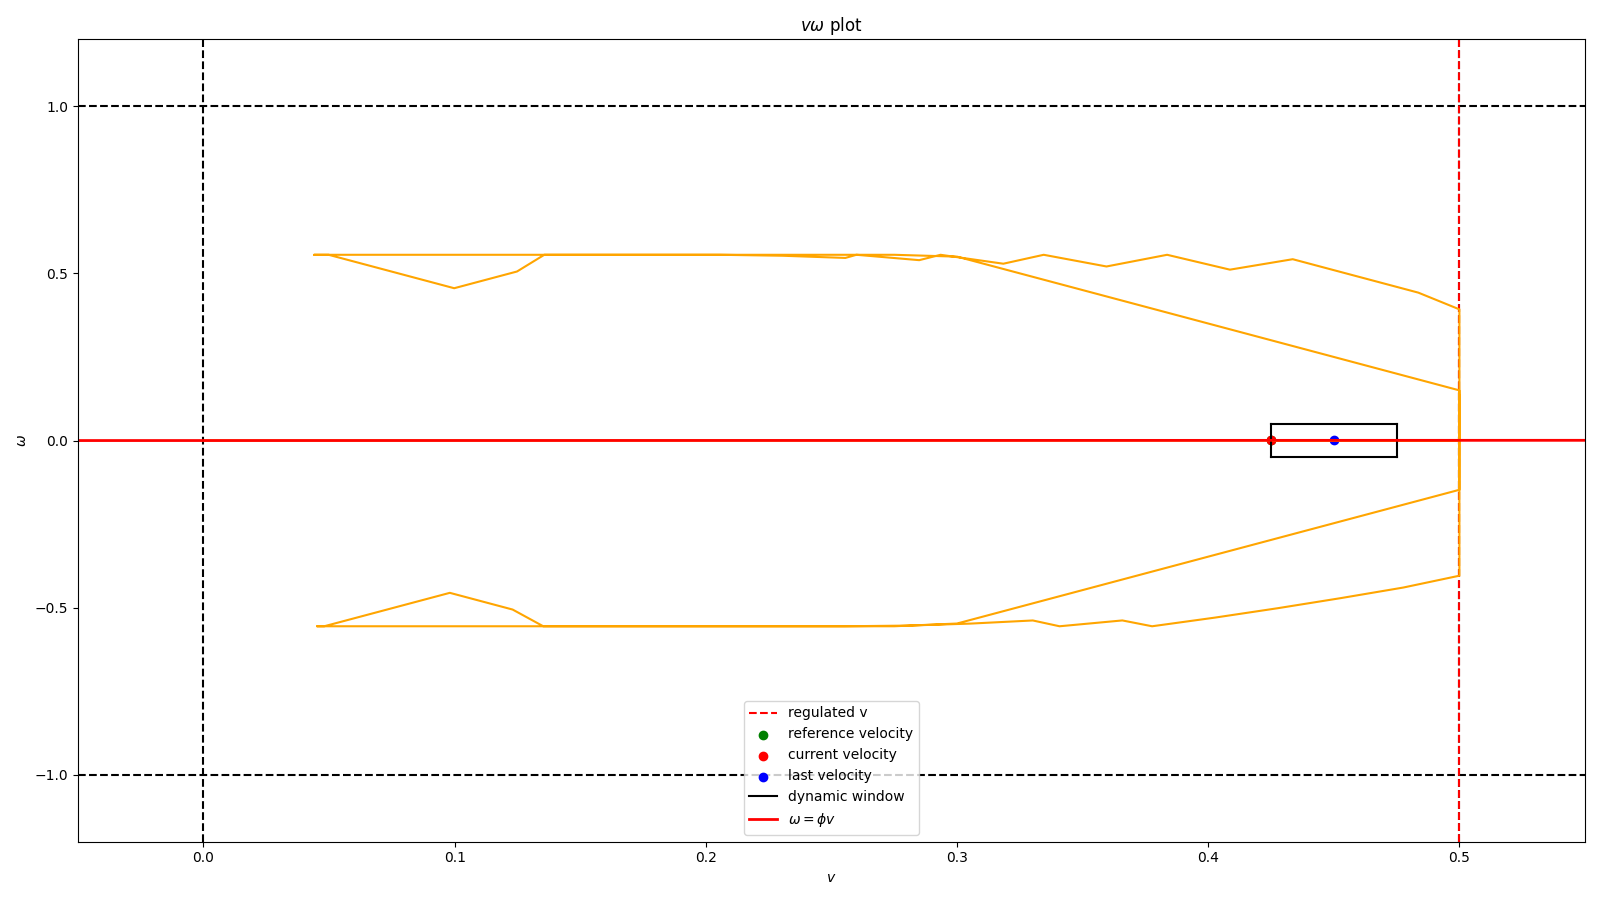 vω plot
1.0
0.5
0.0
−0.5
−1.0
ω
0.0
0.1
0.2
0.3
0.4
0.5
v
regulated v
reference velocity
current velocity
last velocity
dynamic window
ω = ϕv